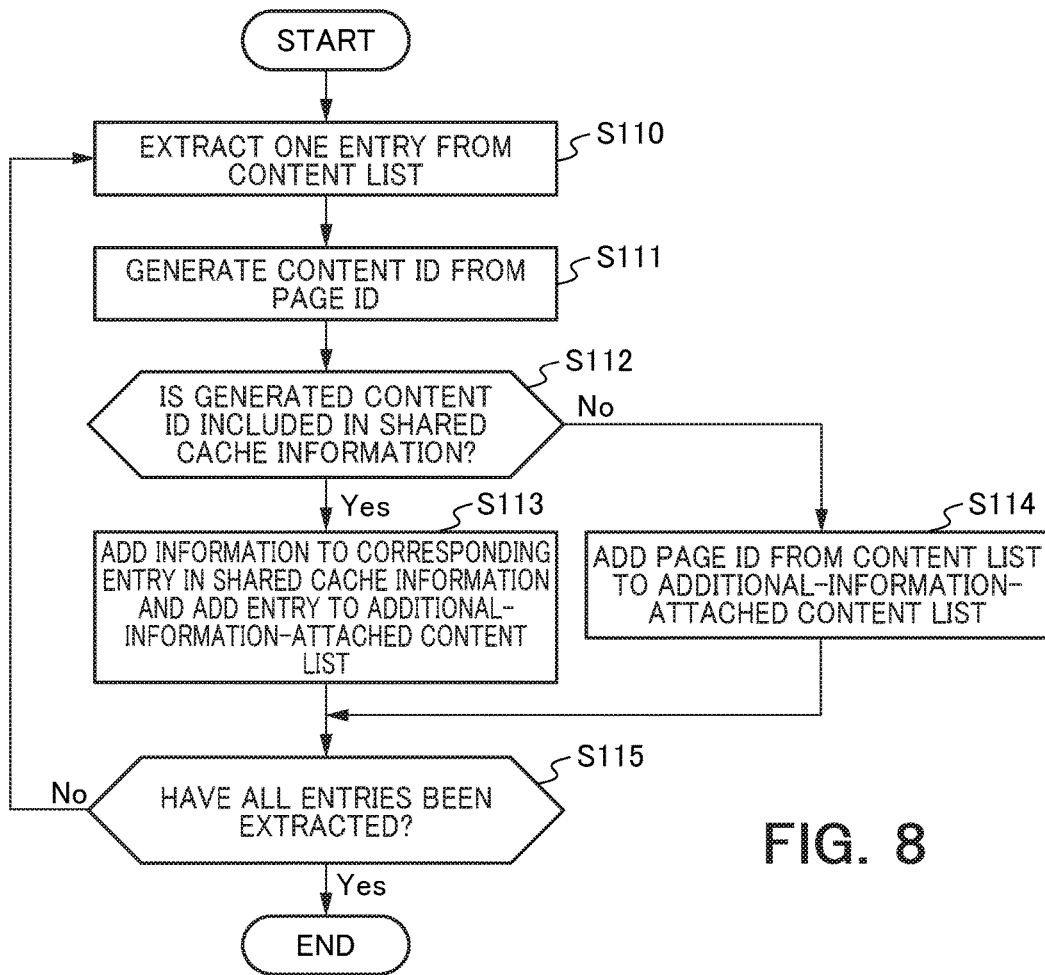 START
EXTRACT ONE ENTRY FROM
CONTENT LIST
S110
GENERATE CONTENT ID FROM
PAGE ID
S111
IS GENERATED CONTENT
ID INCLUDED IN SHARED
CACHE INFORMATION?
S112
No
Yes
ADD INFORMATION TO CORRESPONDING
ENTRY IN SHARED CACHE INFORMATION
AND ADD ENTRY TO ADDITIONAL-
INFORMATION-ATTACHED CONTENT
LIST
S113
ADD PAGE ID FROM CONTENT LIST
TO ADDITIONAL-INFORMATION-
ATTACHED CONTENT LIST
S114
HAVE ALL ENTRIES BEEN
EXTRACTED?
S115
No
Yes
END
FIG. 8